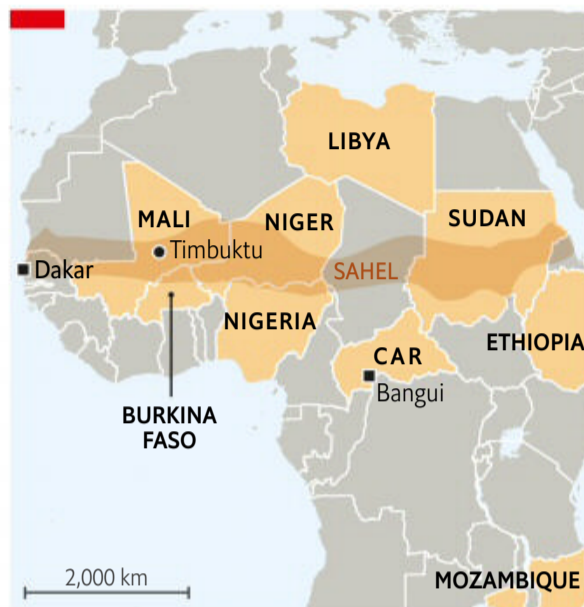 LIBYA
MALI
NIGER
SUDAN
Timbuktu
Dakar
SAHEL
NIGERIA
ETHIOPIA
CAR
Bangui
BURKINA
FASO
2,000 km
MOZAMBIQUE